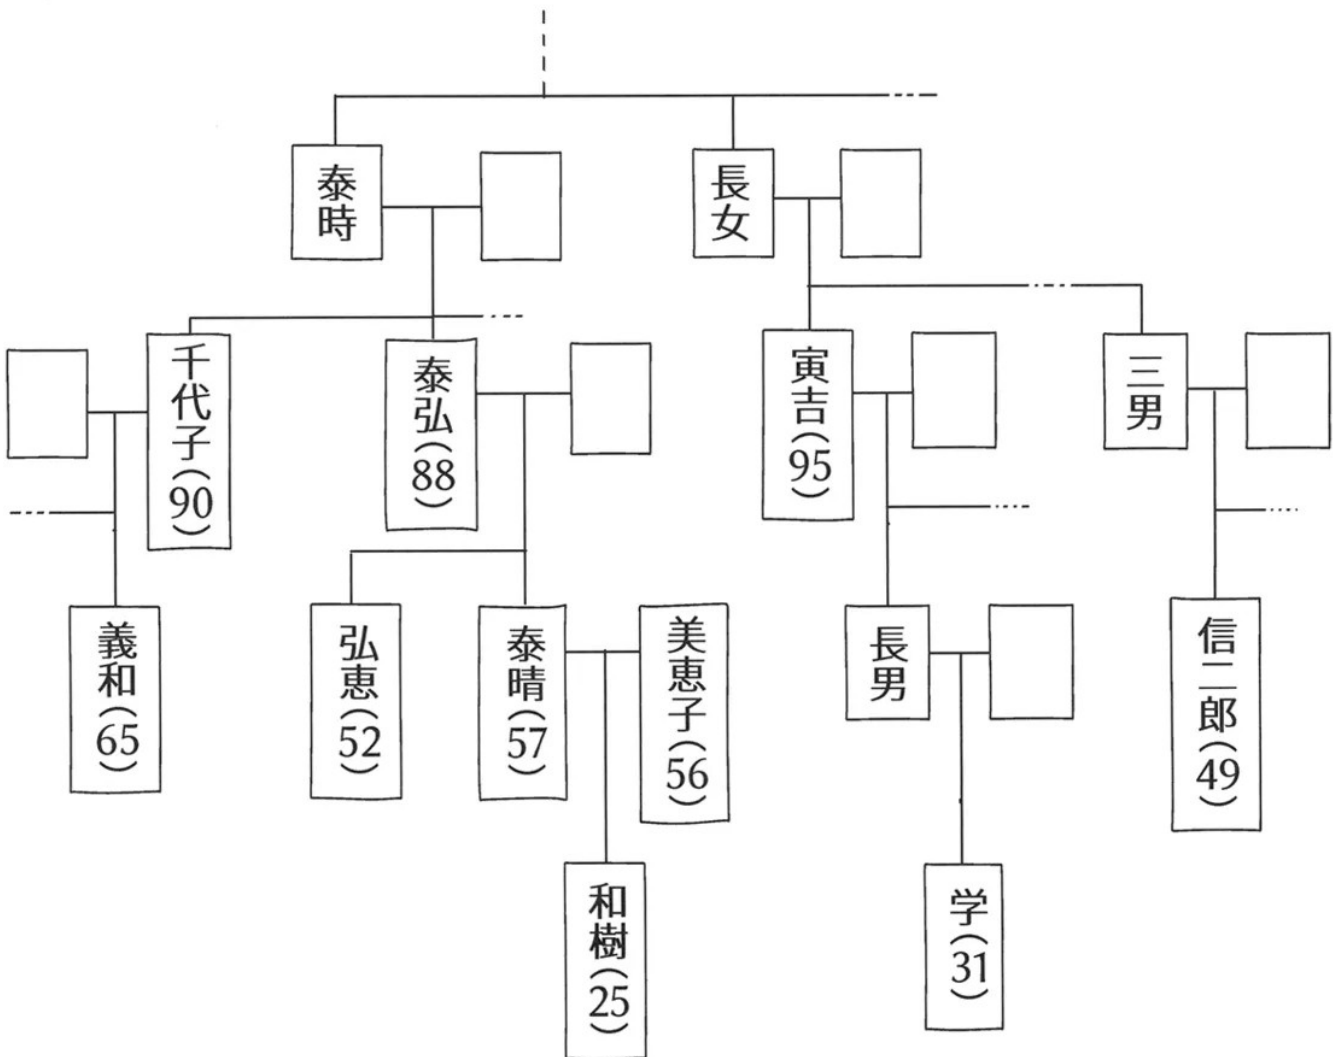 泰時
長女
千代子(90)
泰弘(88)
寅吉(95)
三男
義和(65)
弘恵(52)
泰晴(57)
美恵子(56)
長男
信二郎(49)
和樹(25)
学(31)